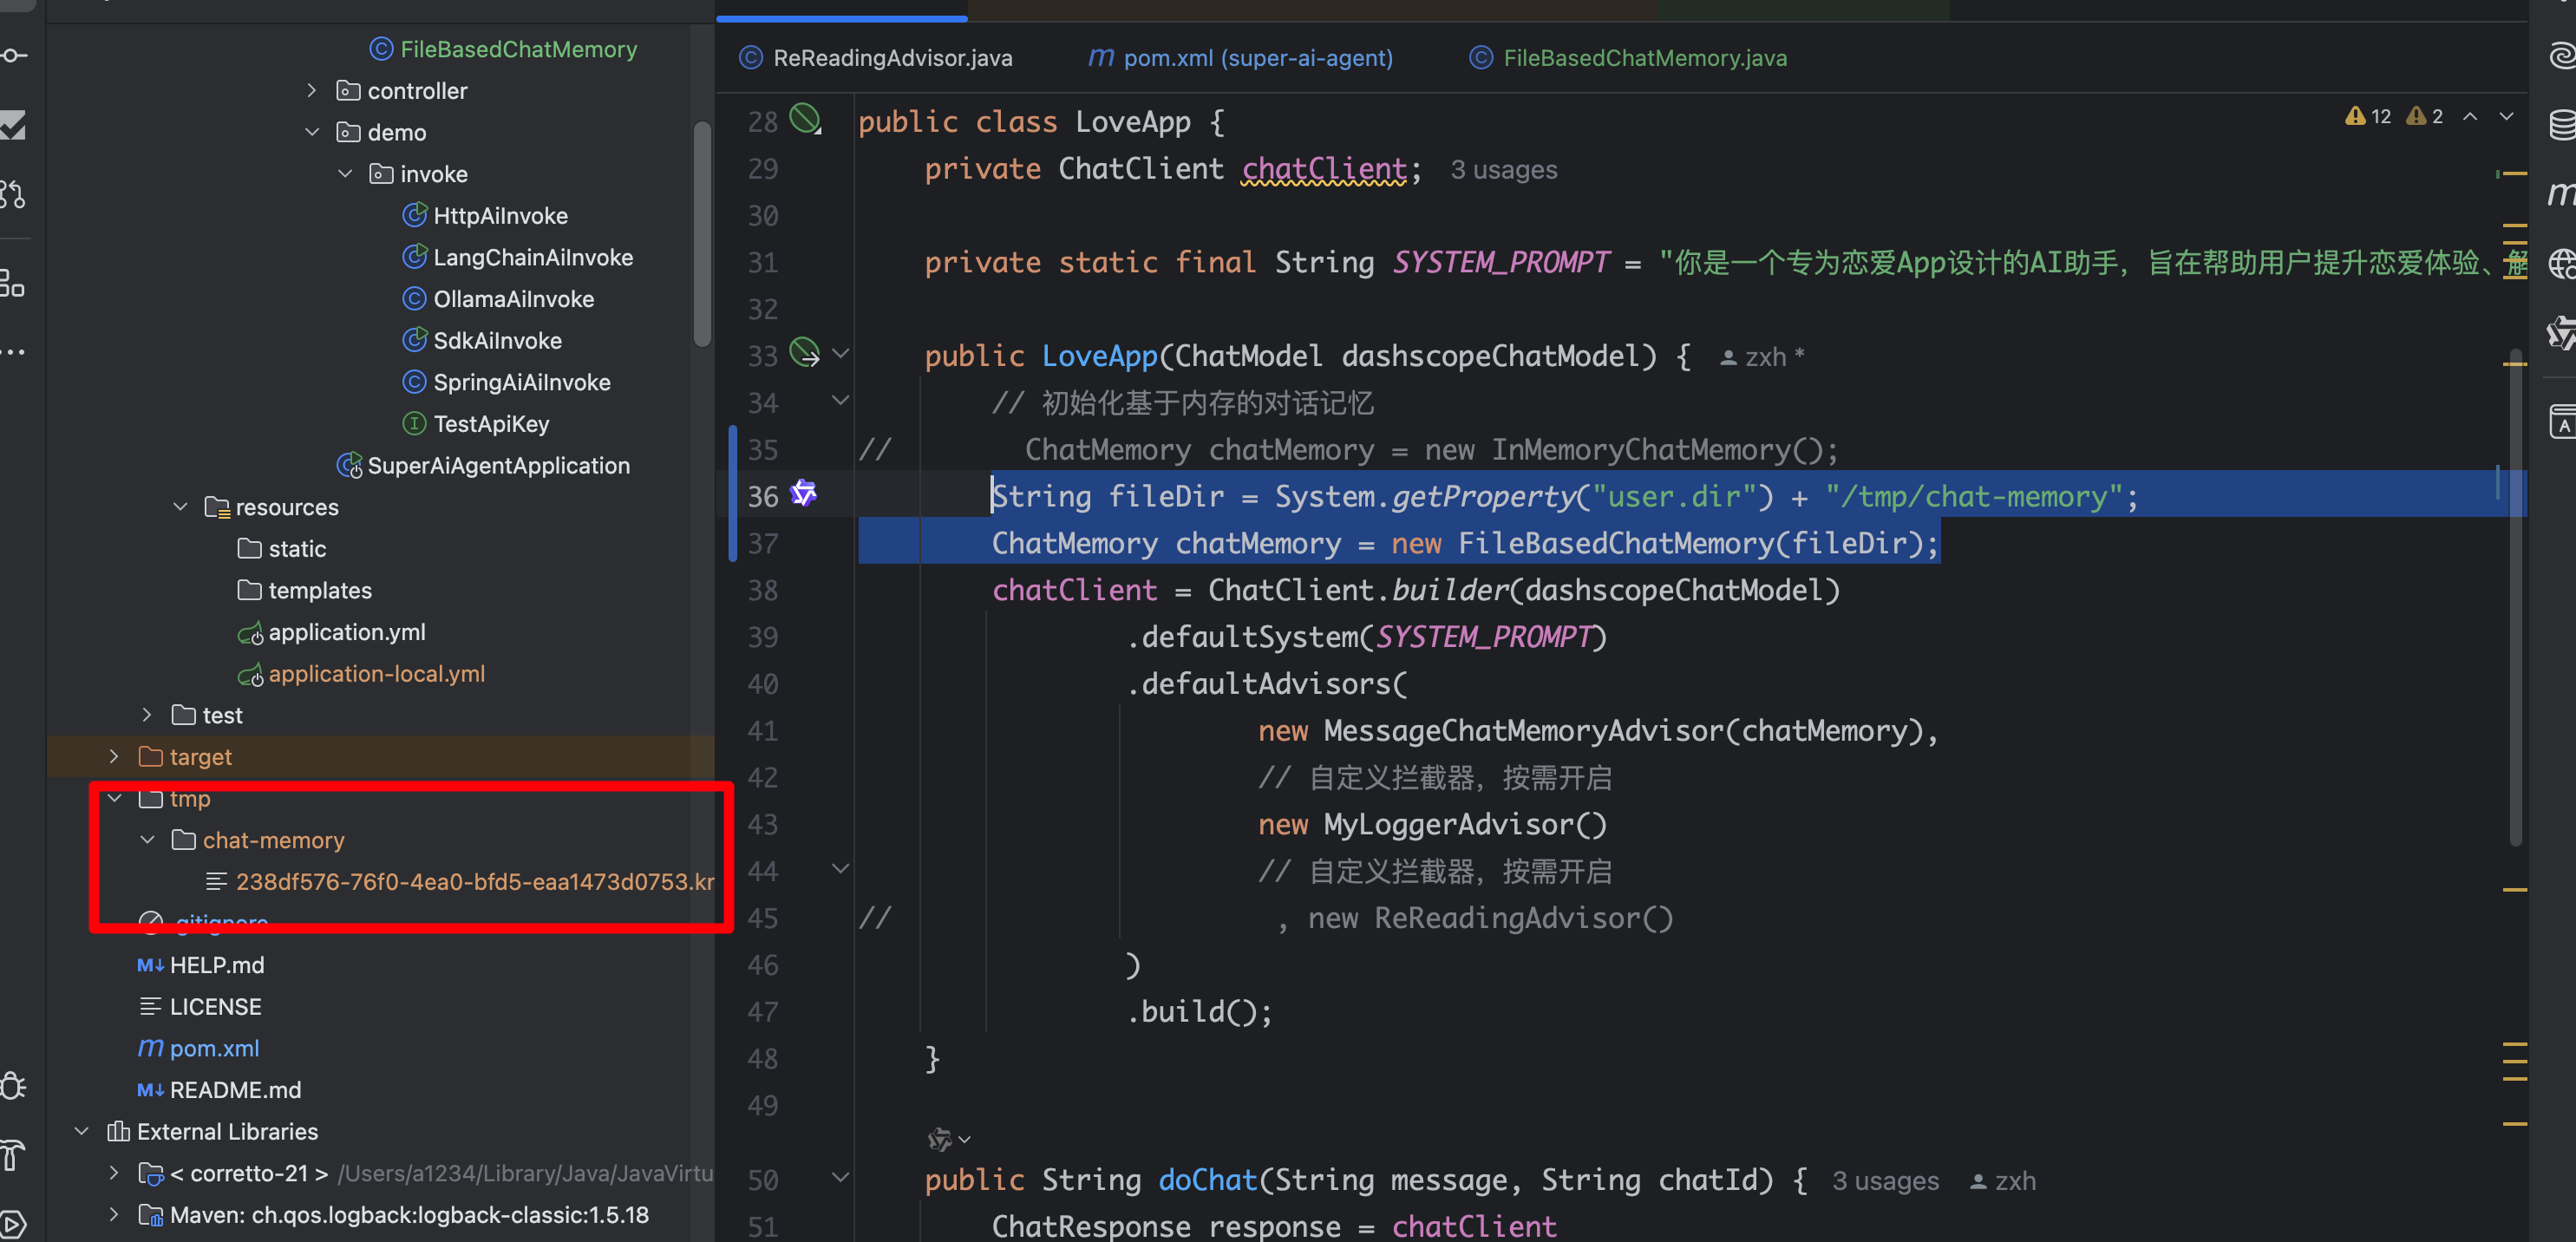 FileBasedChatMemory
controller
demo
invoke
HttpAiInvoke
LangChainAiInvoke
OllamaAiInvoke
SdkAiInvoke
SpringAiAiInvoke
TestApiKey
SuperAiAgentApplication
resources
static
templates
application.yml
application-local.yml
test
target
tmp
chat-memory
238df576-76f0-4ea0-bfd5-eaa1473d0753.kr
.gitignore
HELP.md
LICENSE
pom.xml
README.md
External Libraries
< corretto-21 > /Users/a1234/Library/Java/JavaVirtu
Maven: ch.qos.logback:logback-classic:1.5.18
ReReadingAdvisor.java
pom.xml (super-ai-agent)
FileBasedChatMemory.java
12 2
28 public class LoveApp {
29 private ChatClient chatClient; 3 usages
30
31 private static final String SYSTEM_PROMPT = "你是一个专为恋爱App设计的AI助手，旨在帮助用户提升恋爱体验、解
32
33 public LoveApp(ChatModel dashscopeChatModel) { zxh *
34 // 初始化基于内存的对话记忆
35 // ChatMemory chatMemory = new InMemoryChatMemory();
36 String fileDir = System.getProperty("user.dir") + "/tmp/chat-memory";
37 ChatMemory chatMemory = new FileBasedChatMemory(fileDir);
38 chatClient = ChatClient.builder(dashscopeChatModel)
39 .defaultSystem(SYSTEM_PROMPT)
40 .defaultAdvisors(
41 new MessageChatMemoryAdvisor(chatMemory),
42 // 自定义拦截器，按需开启
43 new MyLoggerAdvisor()
44 // 自定义拦截器，按需开启
45 // , new ReReadingAdvisor()
46 )
47 .build();
48 }
49
50 public String doChat(String message, String chatId) { 3 usages zxh
51 ChatResponse response = chatClient